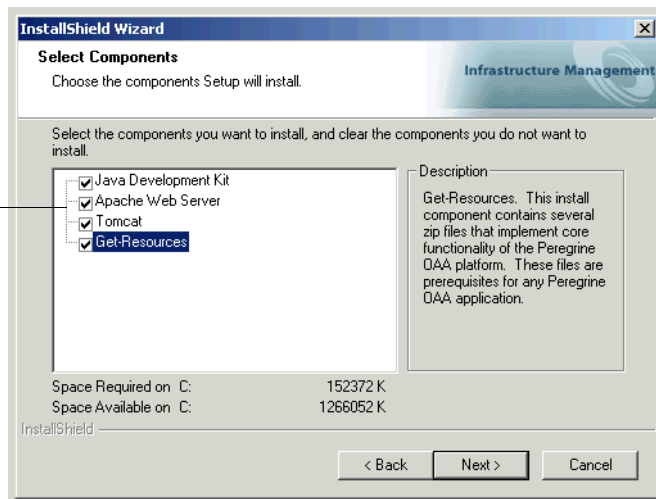 InstallShield Wizard
Select Components
Choose the components Setup will install.
Infrastructure Management
Select the components you want to install, and clear the components you do not want to
install.
Java Development Kit
Apache Web Server
Tomcat
Get-Resources
Description
Get-Resources. This install
component contains several
zip files that implement core
functionality of the Peregrine
OAA platform. These files are
prerequisites for any Peregrine
OAA application.
Space Required on C: 152372 K
Space Available on C: 1266052 K
InstallShield
< Back
Next >
Cancel